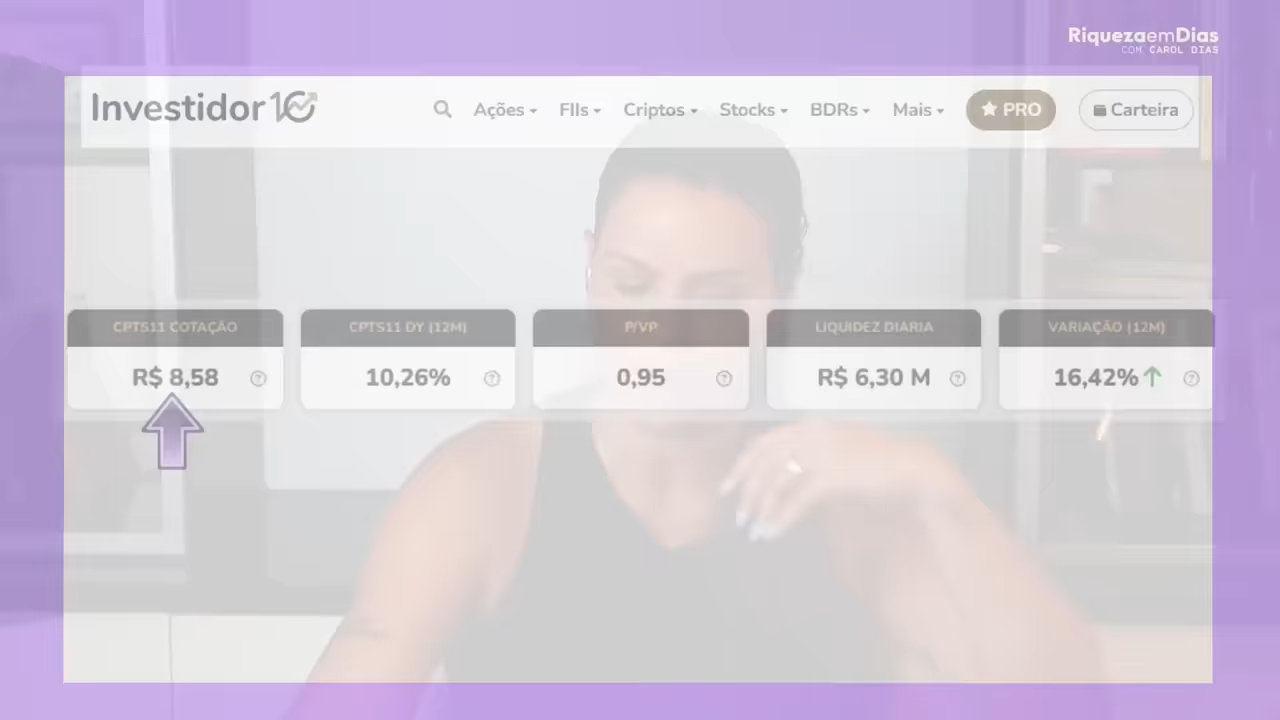 RiquezaemDias
COM CAROL DIAS
Investidor10
Ações
FIIs
Criptos
Stocks
BDRs
Mais
PRO
Carteira
CPTS11 COTAÇÃO
R$ 8,58
CPTS11 DY (12M)
10,26%
P/VP
0,95
LIQUIDEZ DIARIA
R$ 6,30 M
VARIAÇÃO (12M)
16,42%